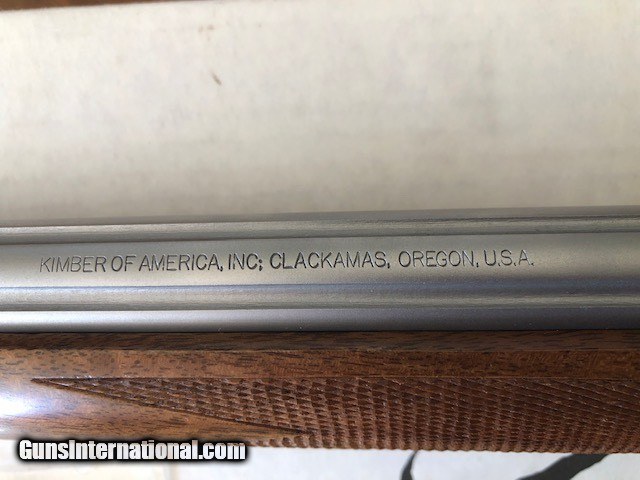 KIMBER OF AMERICA, INC; CLACKAMAS, OREGON, U.S.A.
GunsInternational.com